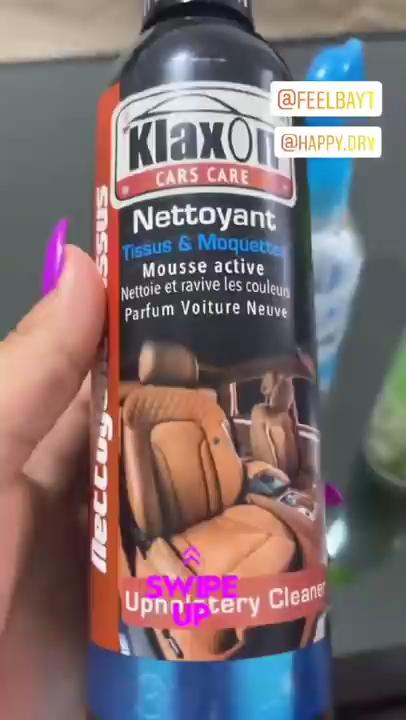 @FEELBAYT
@HAPPY.DRY
KlaxOn
CARS CARE
Nettoyant
Tissus & Moquettes
Mousse active
Nettoie et ravive les couleurs
Parfum Voiture Neuve
SWIPE
UP
Upholstery Cleaner